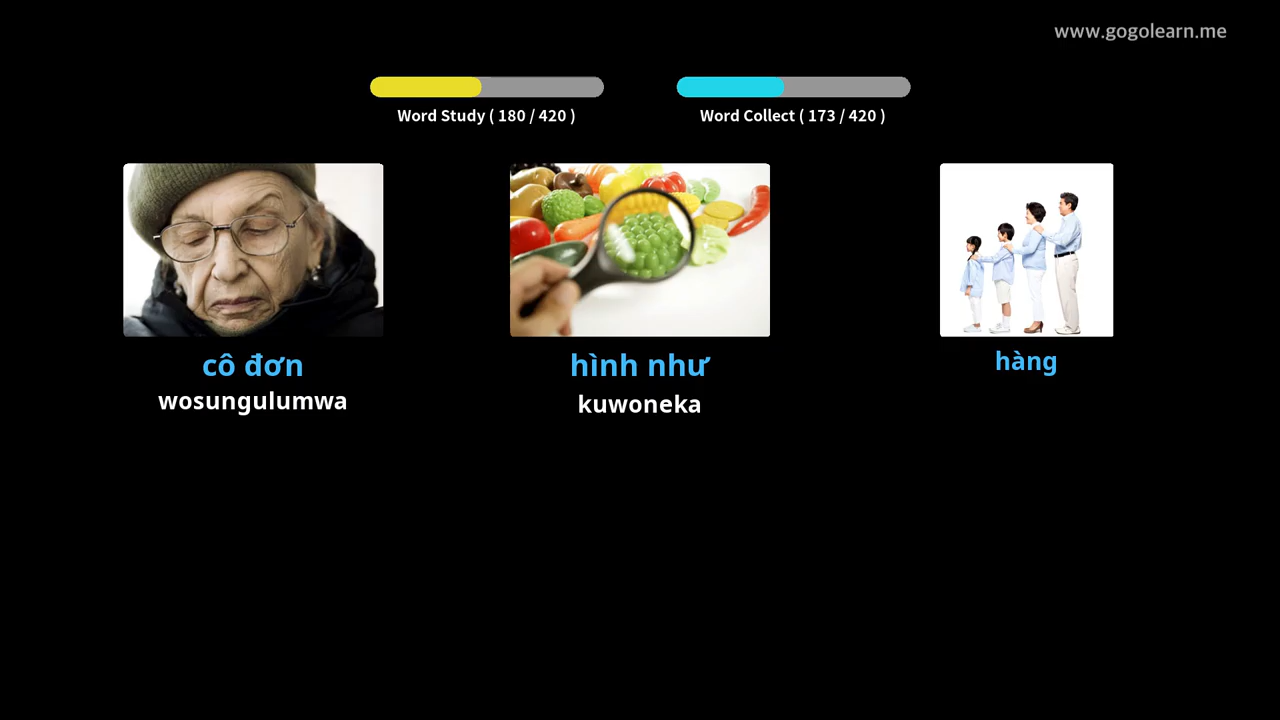 www.gogolearn.me
Word Study ( 180 / 420 )
Word Collect ( 173 / 420 )
cô đơn
wosungulumwa
hình như
kuwoneka
hàng